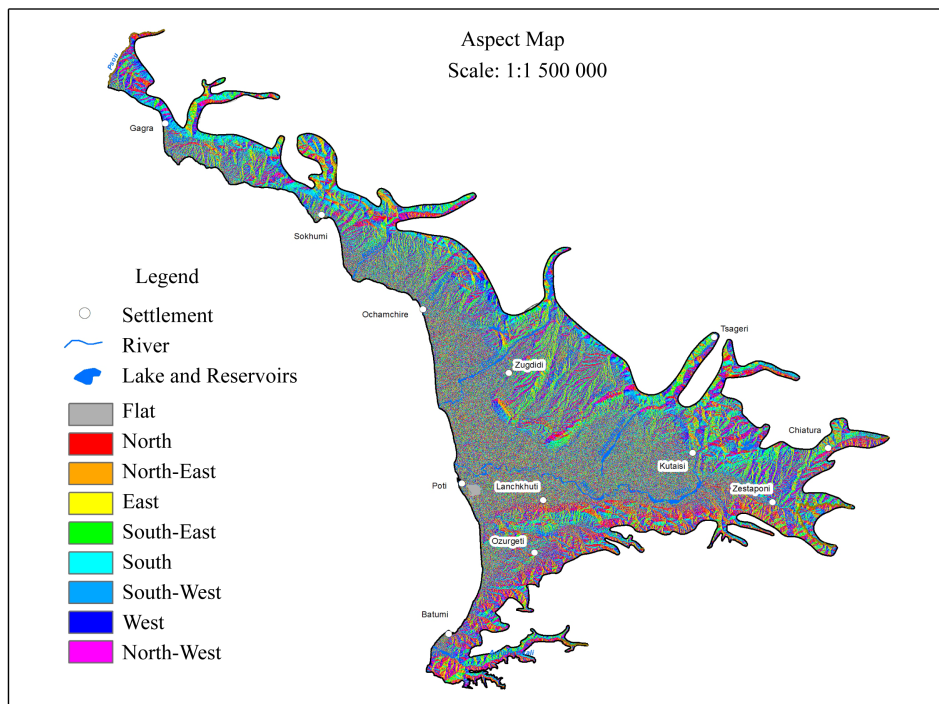 Aspect Map
Scale: 1:1 500 000
Psou
Gagra
Sokhumi
Ochamchire
Tsageri
Zugdidi
Chiatura
Kutaisi
Zestaponi
Poti
Lanchkhuti
Ozurgeti
Batumi
Legend
Settlement
River
Lake and Reservoirs
Flat
North
North-East
East
South-East
South
South-West
West
North-West